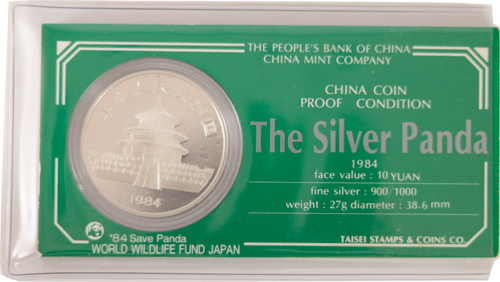 THE PEOPLE'S BANK OF CHINA
CHINA MINT COMPANY
CHINA COIN
PROOF CONDITION
The Silver Panda
1984
face value : 10 YUAN
fine silver : 900/1000
weight : 27g diameter : 38.6 mm
1984
'84 Save Panda
WORLD WILDLIFE FUND JAPAN
TAISEI STAMPS & COINS CO.